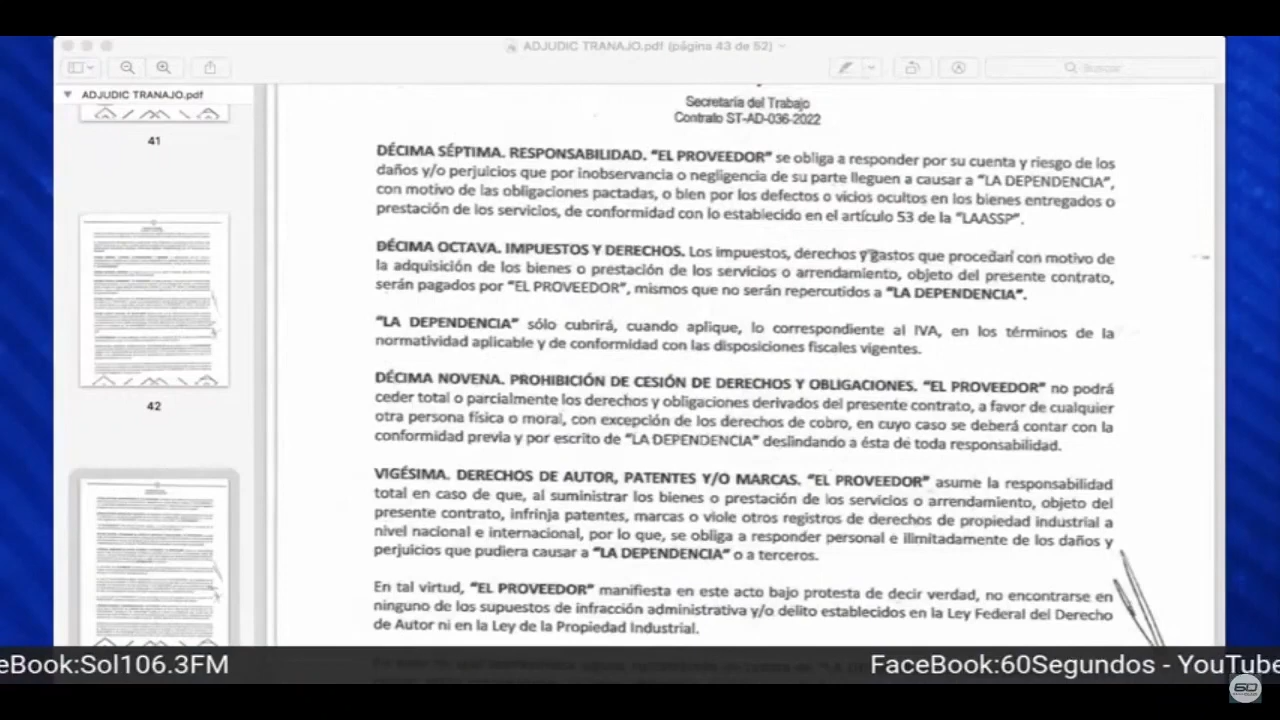 ADJUDIC TRANAJO.pdf (página 43 de 52)
Buscar
ADJUDIC TRANAJO.pdf
41
42
Secretaría del Trabajo
Contrato ST-AD-036-2022
DÉCIMA SÉPTIMA. RESPONSABILIDAD. "EL PROVEEDOR" se obliga a responder por su cuenta y riesgo de los
daños y/o perjuicios que por inobservancia o negligencia de su parte lleguen a causar a "LA DEPENDENCIA",
con motivo de las obligaciones pactadas, o bien por los defectos o vicios ocultos en los bienes entregados o
prestación de los servicios, de conformidad con lo establecido en el artículo 53 de la "LAASSP".
DÉCIMA OCTAVA. IMPUESTOS Y DERECHOS. Los impuestos, derechos y gastos que procedan con motivo de
la adquisición de los bienes o prestación de los servicios o arrendamiento, objeto del presente contrato,
serán pagados por "EL PROVEEDOR", mismos que no serán repercutidos a "LA DEPENDENCIA".
"LA DEPENDENCIA" sólo cubrirá, cuando aplique, lo correspondiente al IVA, en los términos de la
normatividad aplicable y de conformidad con las disposiciones fiscales vigentes.
DÉCIMA NOVENA. PROHIBICIÓN DE CESIÓN DE DERECHOS Y OBLIGACIONES. "EL PROVEEDOR" no podrá
ceder total o parcialmente los derechos y obligaciones derivados del presente contrato, a favor de cualquier
otra persona física o moral, con excepción de los derechos de cobro, en cuyo caso se deberá contar con la
conformidad previa y por escrito de "LA DEPENDENCIA" deslindando a ésta de toda responsabilidad.
VIGÉSIMA. DERECHOS DE AUTOR, PATENTES Y/O MARCAS. "EL PROVEEDOR" asume la responsabilidad
total en caso de que, al suministrar los bienes o prestación de los servicios o arrendamiento, objeto del
presente contrato, infrinja patentes, marcas o viole otros registros de derechos de propiedad industrial a
nivel nacional e internacional, por lo que, se obliga a responder personal e ilimitadamente de los daños y
perjuicios que pudiera causar a "LA DEPENDENCIA" o a terceros.
En tal virtud, "EL PROVEEDOR" manifiesta en este acto bajo protesta de decir verdad, no encontrarse en
ninguno de los supuestos de infracción administrativa y/o delito establecidos en la Ley Federal del Derecho
de Autor ni en la Ley de la Propiedad Industrial.
eBook:Sol106.3FM
FaceBook:60Segundos - YouTube